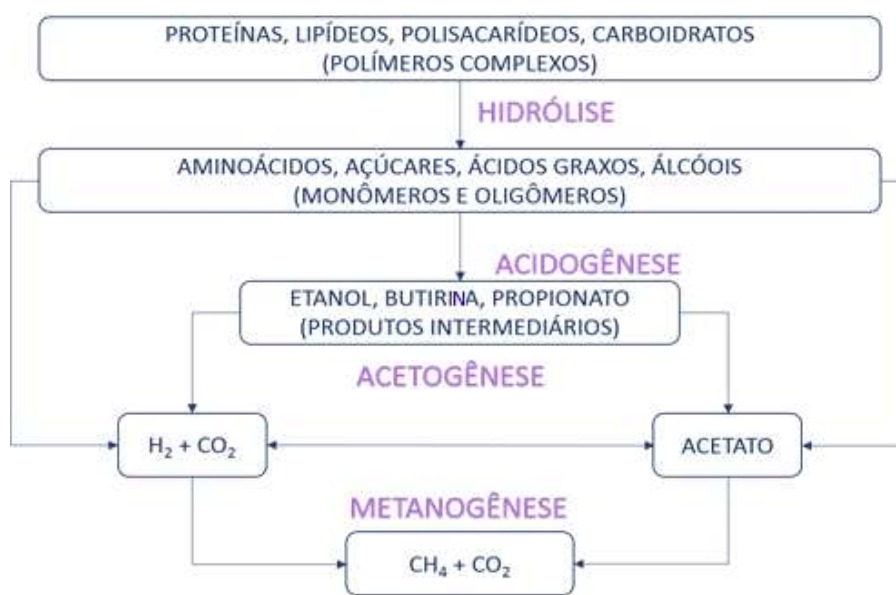 PROTEÍNAS, LIPÍDEOS, POLISACARÍDEOS, CARBOIDRATOS
(POLÍMEROS COMPLEXOS)
HIDRÓLISE
AMINOÁCIDOS, AÇÚCARES, ÁCIDOS GRAXOS, ÁLCÓOIS
(MONÔMEROS E OLIGÔMEROS)
ACIDOGÊNESE
ETANOL, BUTIRINA, PROPIONATO
(PRODUTOS INTERMEDIÁRIOS)
ACETOGÊNESE
H₂ + CO₂
ACETATO
METANOGÊNESE
CH₄ + CO₂